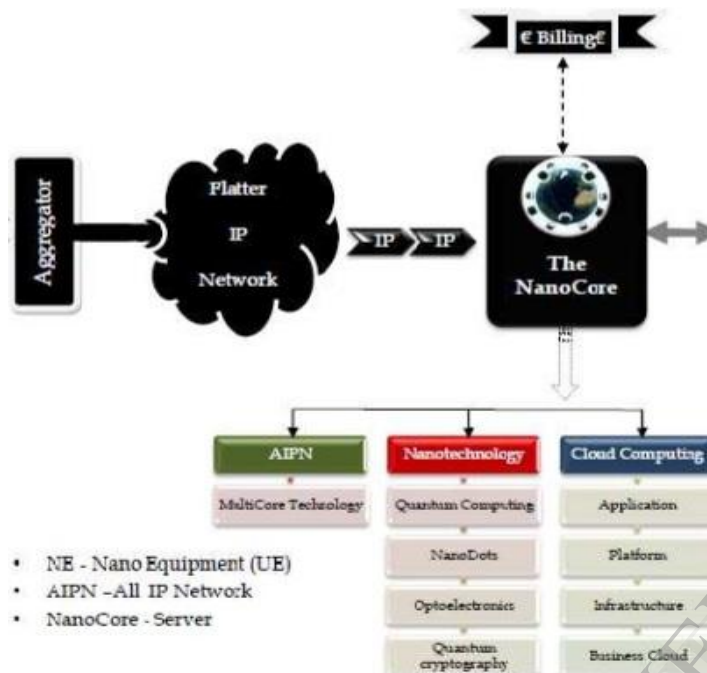 € Billing€
Aggregator
Flatter
IP
Network
IP
IP
The
NanoCore
AIPN
Nanotechnology
Cloud Computing
MultiCore Technology
Quantum Computing
Application
NanoDots
Platform
Optoelectronics
Infrastructure
Quantum
cryptography
Business Cloud
• NE - Nano Equipment (UE)
• AIPN –All IP Network
• NanoCore - Server